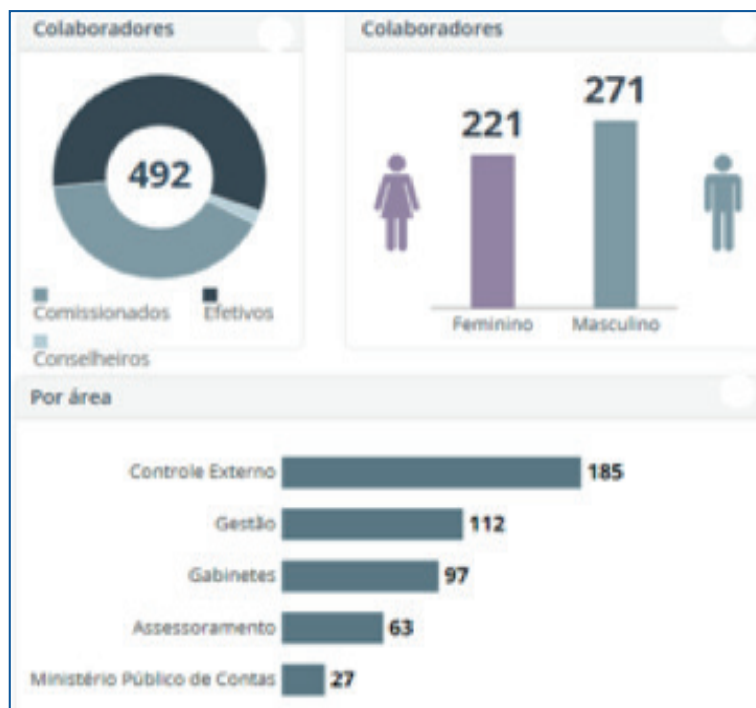 Colaboradores
492
Comissionados
Efetivos
Conselheiros
Colaboradores
221
271
Feminino
Masculino
Por área
Controle Externo 185
Gestão 112
Gabinetes 97
Assessoramento 63
Ministério Público de Contas 27